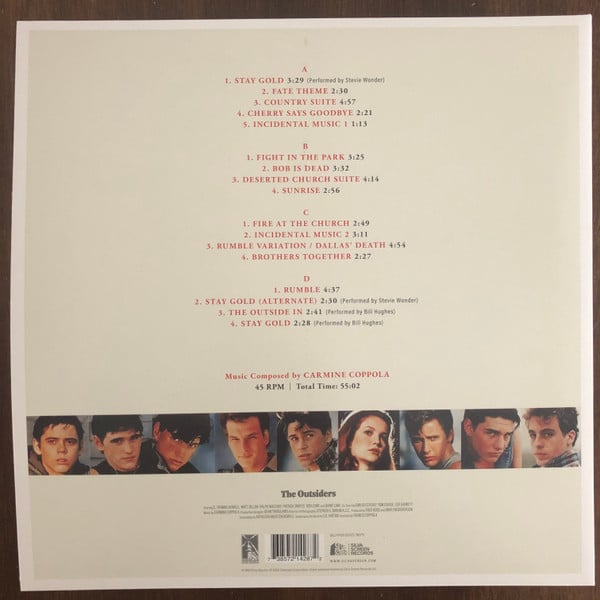 A
1. STAY GOLD 3:29 (Performed by Stevie Wonder)
2. FATE THEME 2:30
3. COUNTRY SUITE 4:57
4. CHERRY SAYS GOODBYE 2:21
5. INCIDENTAL MUSIC 1 1:13
B
1. FIGHT IN THE PARK 3:25
2. BOB IS DEAD 3:32
3. DESERTED CHURCH SUITE 4:14
4. SUNRISE 2:56
C
1. FIRE AT THE CHURCH 2:49
2. INCIDENTAL MUSIC 2 3:11
3. RUMBLE VARIATION / DALLAS' DEATH 4:54
4. BROTHERS TOGETHER 2:27
D
1. RUMBLE 4:37
2. STAY GOLD (ALTERNATE) 2:30 (Performed by Stevie Wonder)
3. THE OUTSIDE IN 2:41 (Performed by Bill Hughes)
4. STAY GOLD 2:28 (Performed by Bill Hughes)
Music Composed by CARMINE COPPOLA
45 RPM | Total Time: 55:02
The Outsiders
SILVA
SCREEN
RECORDS
7 38572 14287 2